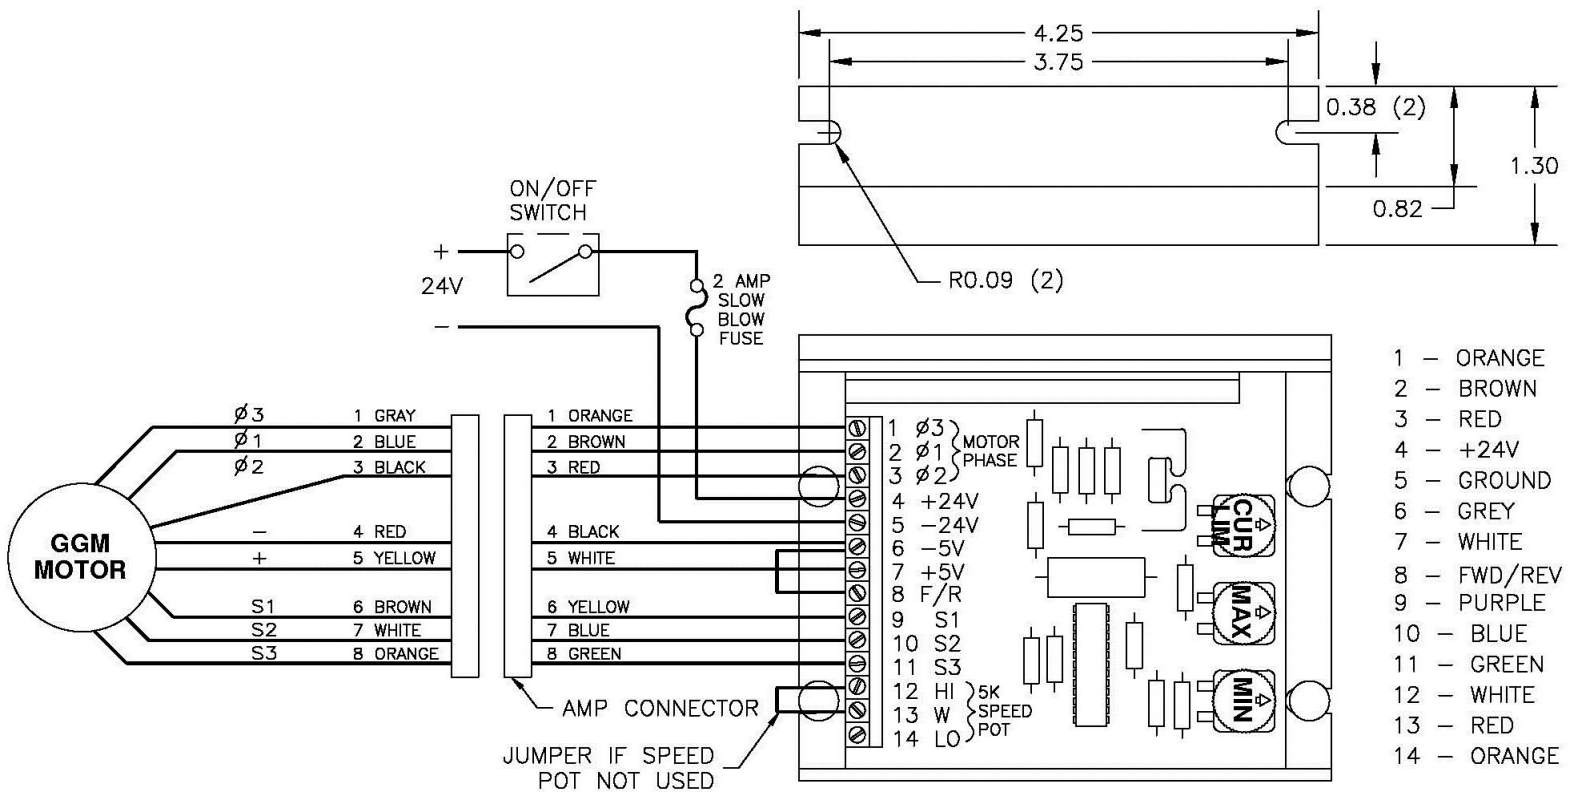 4.25
3.75
0.38 (2)
1.30
0.82
R0.09 (2)
ON/OFF
SWITCH
+
24V
-
2 AMP
SLOW
BLOW
FUSE
GGM
MOTOR
Ø3
Ø1
Ø2
-
+
S1
S2
S3
1 GRAY
2 BLUE
3 BLACK
4 RED
5 YELLOW
6 BROWN
7 WHITE
8 ORANGE
1 ORANGE
2 BROWN
3 RED
4 BLACK
5 WHITE
6 YELLOW
7 BLUE
8 GREEN
AMP CONNECTOR
JUMPER IF SPEED
POT NOT USED
1 Ø3
2 Ø1
3 Ø2
MOTOR
PHASE
4 +24V
5 -24V
6 -5V
7 +5V
8 F/R
9 S1
10 S2
11 S3
12 HI
13 W
14 LO
5K
SPEED
POT
CUR
LIM
MAX
MIN
1 - ORANGE
2 - BROWN
3 - RED
4 - +24V
5 - GROUND
6 - GREY
7 - WHITE
8 - FWD/REV
9 - PURPLE
10 - BLUE
11 - GREEN
12 - WHITE
13 - RED
14 - ORANGE